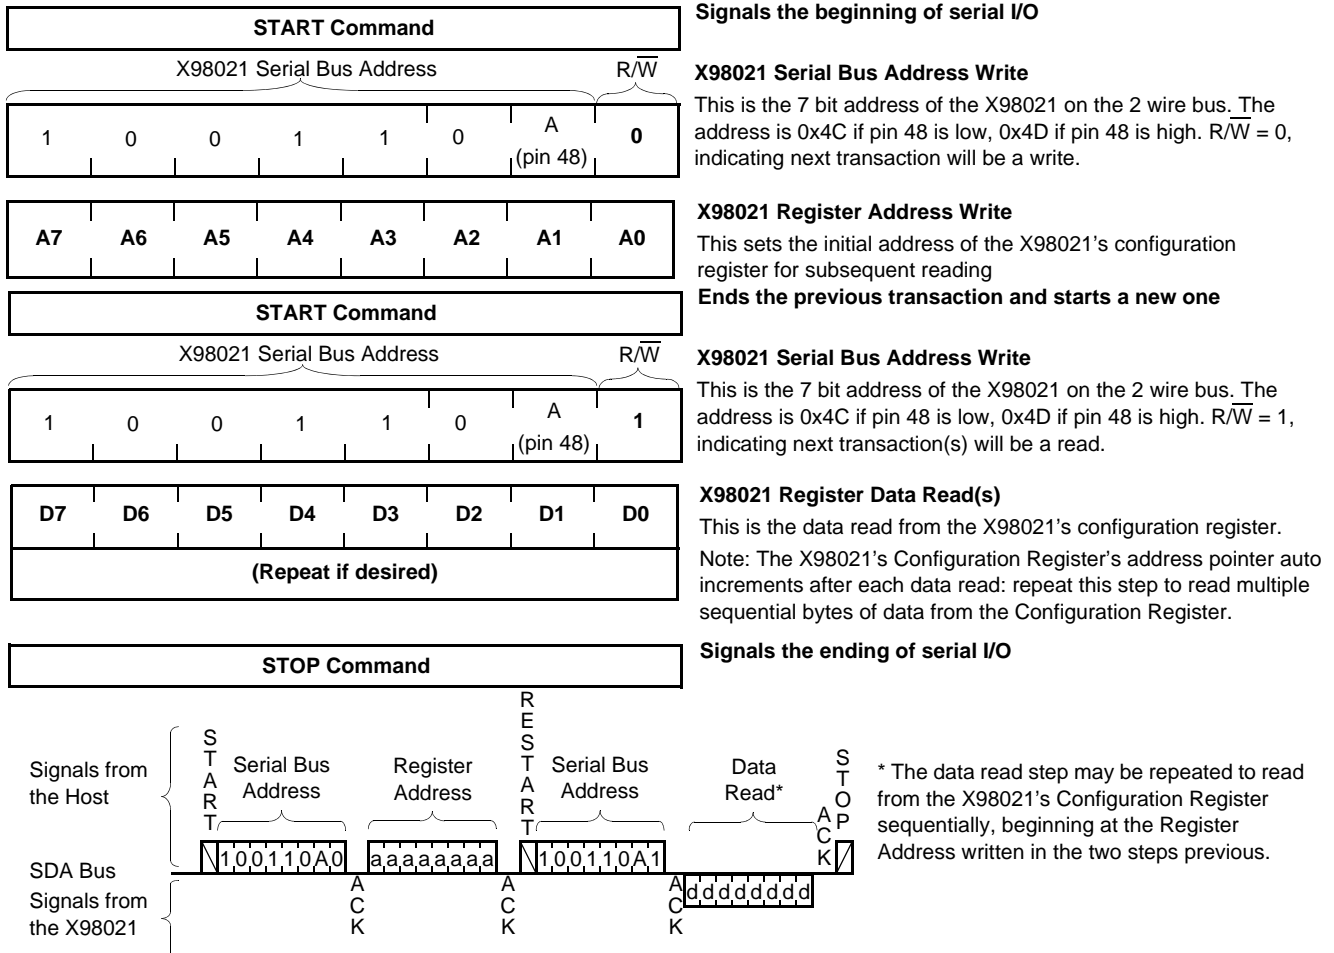 START Command
Signals the beginning of serial I/O
X98021 Serial Bus Address
R/W
1 0 0 1 1 0 A (pin 48) 0
X98021 Serial Bus Address Write
This is the 7 bit address of the X98021 on the 2 wire bus. The
address is 0x4C if pin 48 is low, 0x4D if pin 48 is high. R/W = 0,
indicating next transaction will be a write.
A7 A6 A5 A4 A3 A2 A1 A0
X98021 Register Address Write
This sets the initial address of the X98021's configuration
register for subsequent reading
START Command
Ends the previous transaction and starts a new one
X98021 Serial Bus Address
R/W
1 0 0 1 1 0 A (pin 48) 1
X98021 Serial Bus Address Write
This is the 7 bit address of the X98021 on the 2 wire bus. The
address is 0x4C if pin 48 is low, 0x4D if pin 48 is high. R/W = 1,
indicating next transaction(s) will be a read.
D7 D6 D5 D4 D3 D2 D1 D0
(Repeat if desired)
X98021 Register Data Read(s)
This is the data read from the X98021's configuration register.
Note: The X98021's Configuration Register's address pointer auto
increments after each data read: repeat this step to read multiple
sequential bytes of data from the Configuration Register.
STOP Command
Signals the ending of serial I/O
Signals from
the Host
START
Serial Bus
Address
Register
Address
RESTART
Serial Bus
Address
Data
Read*
ACK
STOP
* The data read step may be repeated to read
from the X98021's Configuration Register
sequentially, beginning at the Register
Address written in the two steps previous.
SDA Bus
1 0 0 1 1 0 A 0
a a a a a a a a
1 0 0 1 1 0 A 1
d d d d d d d d
Signals from
the X98021
ACK
ACK
ACK